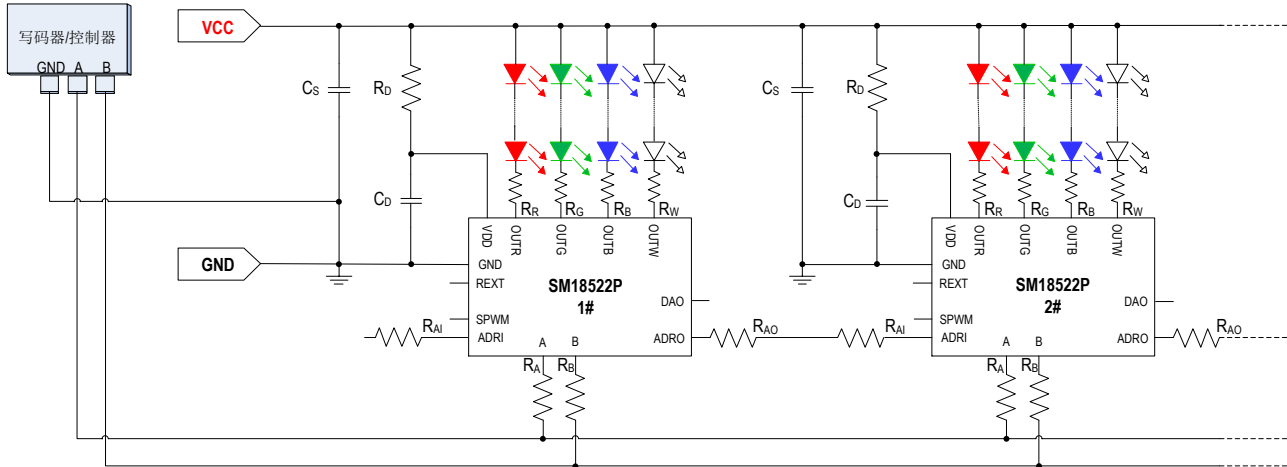 写码器/控制器
GND A B
VCC
CS
RD
CS
RD
CD
CD
RR RG RB RW
RR RG RB RW
VDD OUTR OUTG OUTB OUTW
VDD OUTR OUTG OUTB OUTW
GND
GND
REXT
SM18522P
1#
DAO
SPWM
RAI
ADRI
A B
ADRO
RAO
GND
REXT
SM18522P
2#
DAO
SPWM
RAI
ADRI
A B
ADRO
RAO
RA RB
RA RB